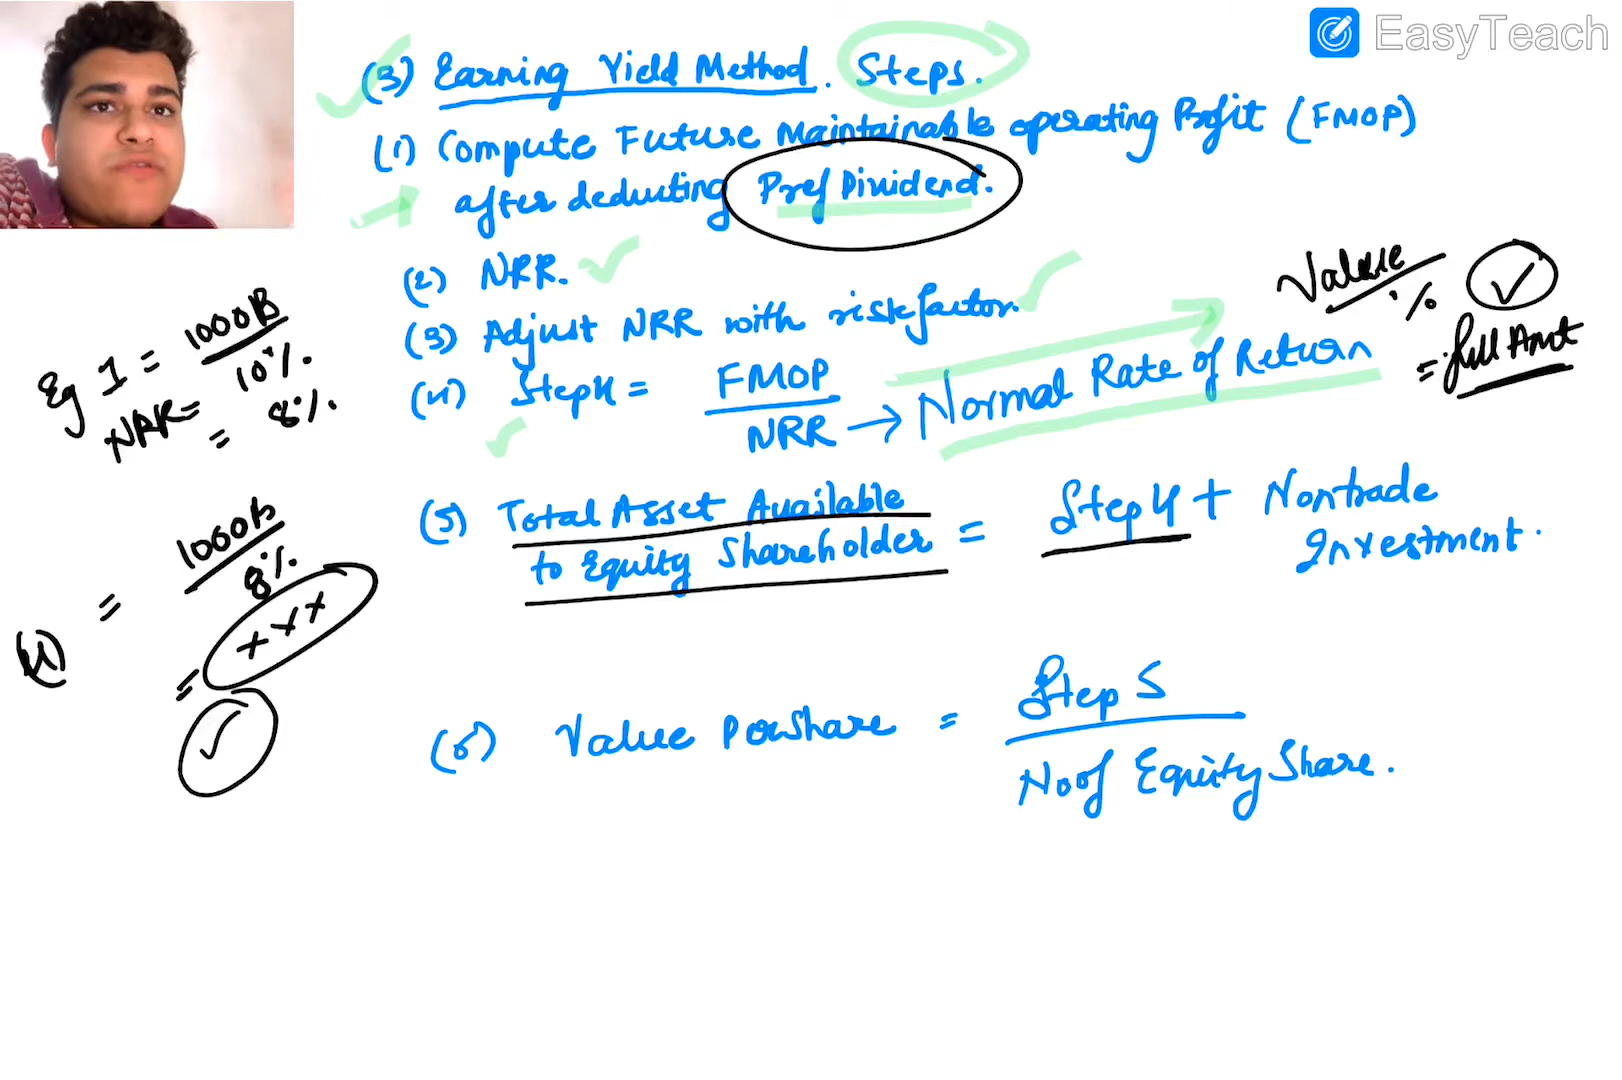 EasyTeach
(3) Earning Yield Method. Steps.
(1) Compute Future Maintainable operating Profit (FMOP)
after deducting Pref Dividend.
(2) NRR.
(3) Adjust NRR with risk factor.
(4) Step 4 = FMOP
NRR → Normal Rate of Return
Value
%
= full Amt
Eg 1 = 1000B
10%
NRR =
= 8%
(5) Total Asset Available
to Equity Shareholder = Step 4 + Nontrade
Investment.
= 1000B
8%
= xxx
(6) Value Per Share = Step 5
No of Equity Share.